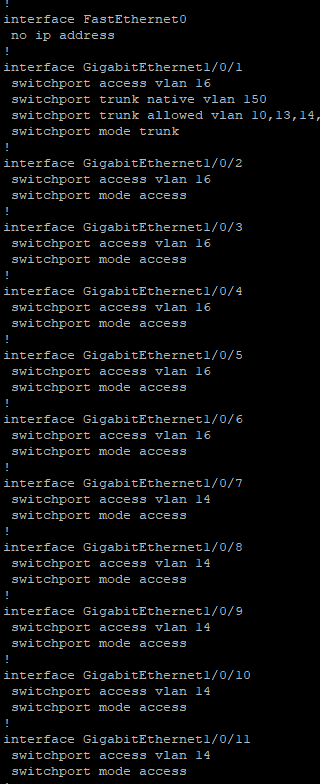 !
interface FastEthernet0
 no ip address
!
interface GigabitEthernet1/0/1
 switchport access vlan 16
 switchport trunk native vlan 150
 switchport trunk allowed vlan 10,13,14,
 switchport mode trunk
!
interface GigabitEthernet1/0/2
 switchport access vlan 16
 switchport mode access
!
interface GigabitEthernet1/0/3
 switchport access vlan 16
 switchport mode access
!
interface GigabitEthernet1/0/4
 switchport access vlan 16
 switchport mode access
!
interface GigabitEthernet1/0/5
 switchport access vlan 16
 switchport mode access
!
interface GigabitEthernet1/0/6
 switchport access vlan 16
 switchport mode access
!
interface GigabitEthernet1/0/7
 switchport access vlan 14
 switchport mode access
!
interface GigabitEthernet1/0/8
 switchport access vlan 14
 switchport mode access
!
interface GigabitEthernet1/0/9
 switchport access vlan 14
 switchport mode access
!
interface GigabitEthernet1/0/10
 switchport access vlan 14
 switchport mode access
!
interface GigabitEthernet1/0/11
 switchport access vlan 14
 switchport mode access